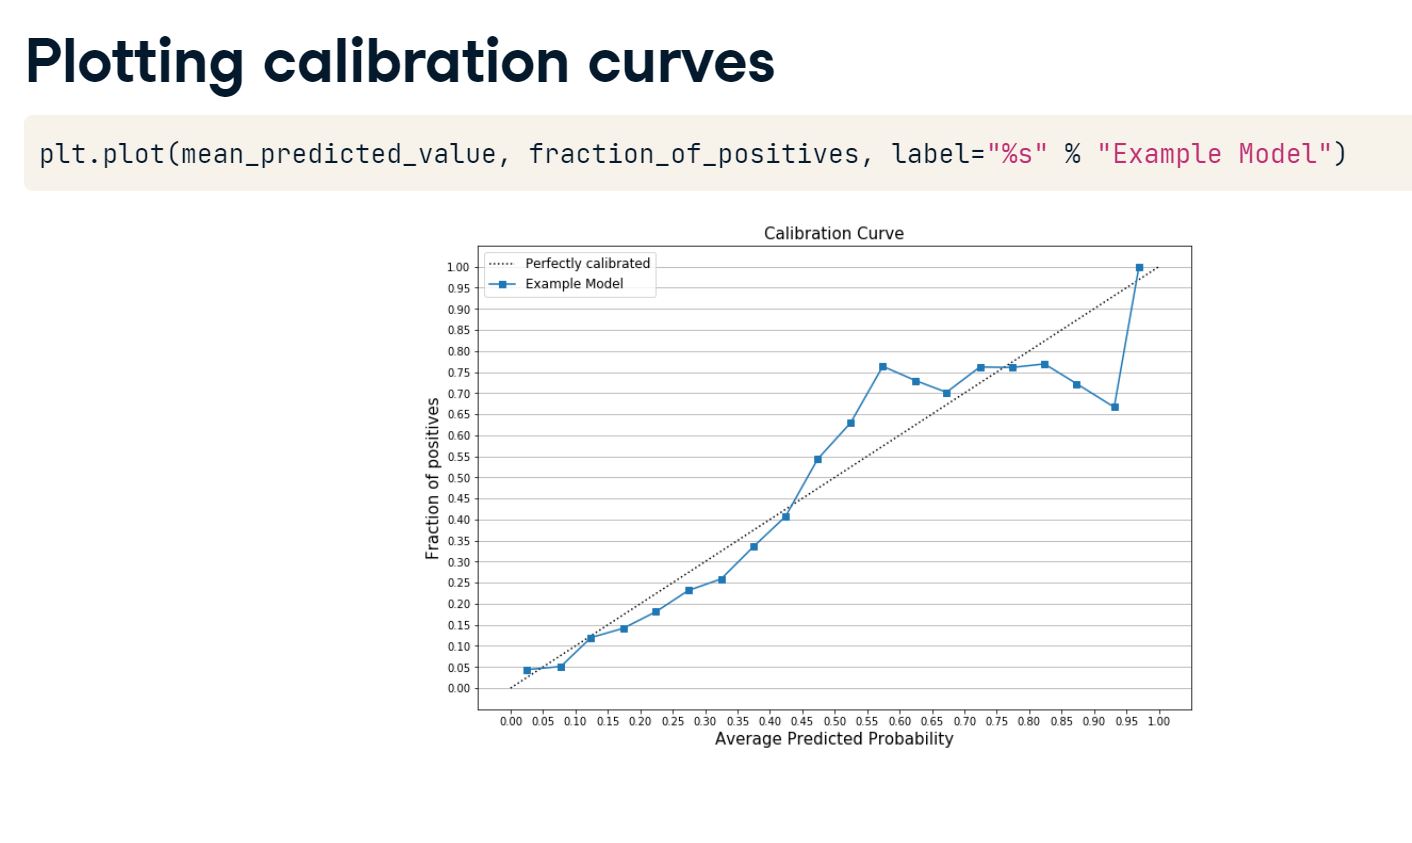 Plotting calibration curves
plt.plot(mean_predicted_value, fraction_of_positives, label="%s" % "Example Model")
Calibration Curve
Perfectly calibrated
Example Model
1.00
0.95
0.90
0.85
0.80
0.75
0.70
0.65
0.60
0.55
0.50
0.45
0.40
0.35
0.30
0.25
0.20
0.15
0.10
0.05
0.00
Fraction of positives
0.00 0.05 0.10 0.15 0.20 0.25 0.30 0.35 0.40 0.45 0.50 0.55 0.60 0.65 0.70 0.75 0.80 0.85 0.90 0.95 1.00
Average Predicted Probability